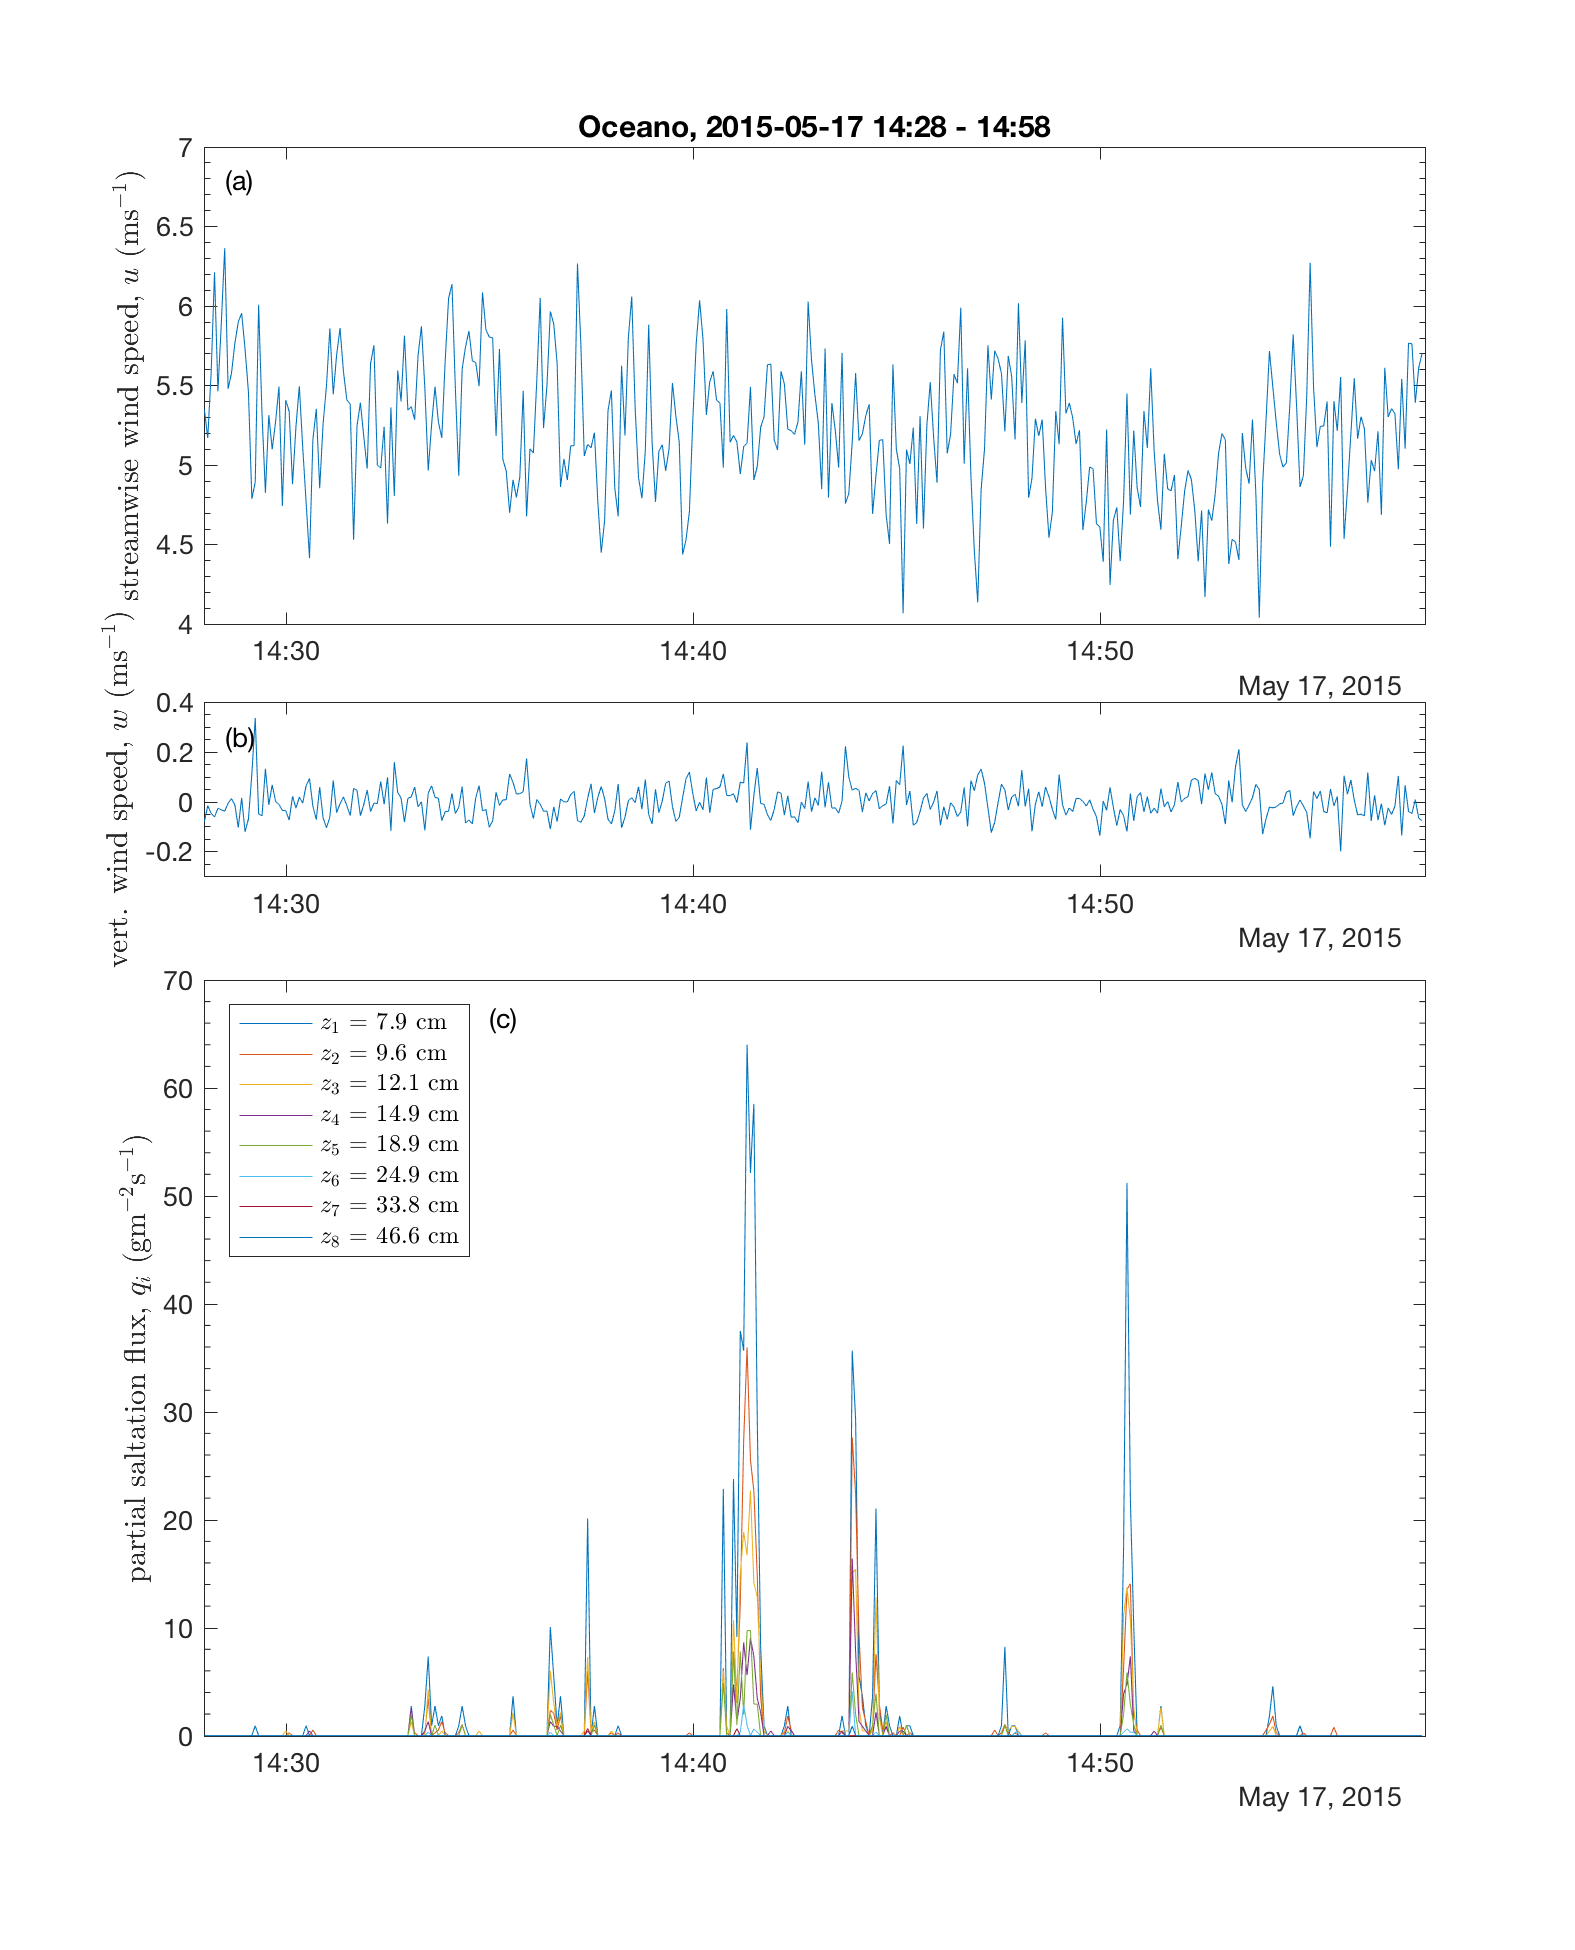 Oceano, 2015-05-17 14:28 - 14:58
(a)
streamwise wind speed, u (ms⁻¹)
7
6.5
6
5.5
5
4.5
4
14:30 14:40 14:50
May 17, 2015
(b)
vert. wind speed, w (ms⁻¹)
0.4
0.2
0
-0.2
14:30 14:40 14:50
May 17, 2015
(c)
partial saltation flux, qᵢ (gm⁻²s⁻¹)
70
60
50
40
30
20
10
0
z₁ = 7.9 cm
z₂ = 9.6 cm
z₃ = 12.1 cm
z₄ = 14.9 cm
z₅ = 18.9 cm
z₆ = 24.9 cm
z₇ = 33.8 cm
z₈ = 46.6 cm
14:30 14:40 14:50
May 17, 2015